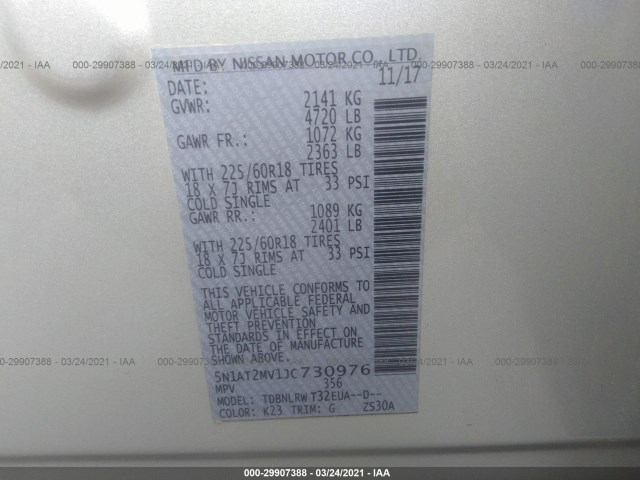 000-29907388 - 03/24/2021 - IAA
MFD BY NISSAN MOTOR CO., LTD.
DATE: 11/17
GVWR: 2141 KG
4720 LB
GAWR FR.: 1072 KG
2363 LB
WITH 225/60R18 TIRES
18 X 7J RIMS AT 33 PSI
COLD SINGLE
GAWR RR.: 1089 KG
2401 LB
WITH 225/60R18 TIRES
18 X 7J RIMS AT 33 PSI
COLD SINGLE
THIS VEHICLE CONFORMS TO
ALL APPLICABLE FEDERAL
MOTOR VEHICLE SAFETY AND
THEFT PREVENTION
STANDARDS IN EFFECT ON
THE DATE OF MANUFACTURE
SHOWN ABOVE.
5N1AT2MV1JC730976
MPV 356
MODEL: TDBNLRW T32EUA--D--
COLOR: K23 TRIM: G ZS30A
000-29907388 - 03/24/2021 - IAA